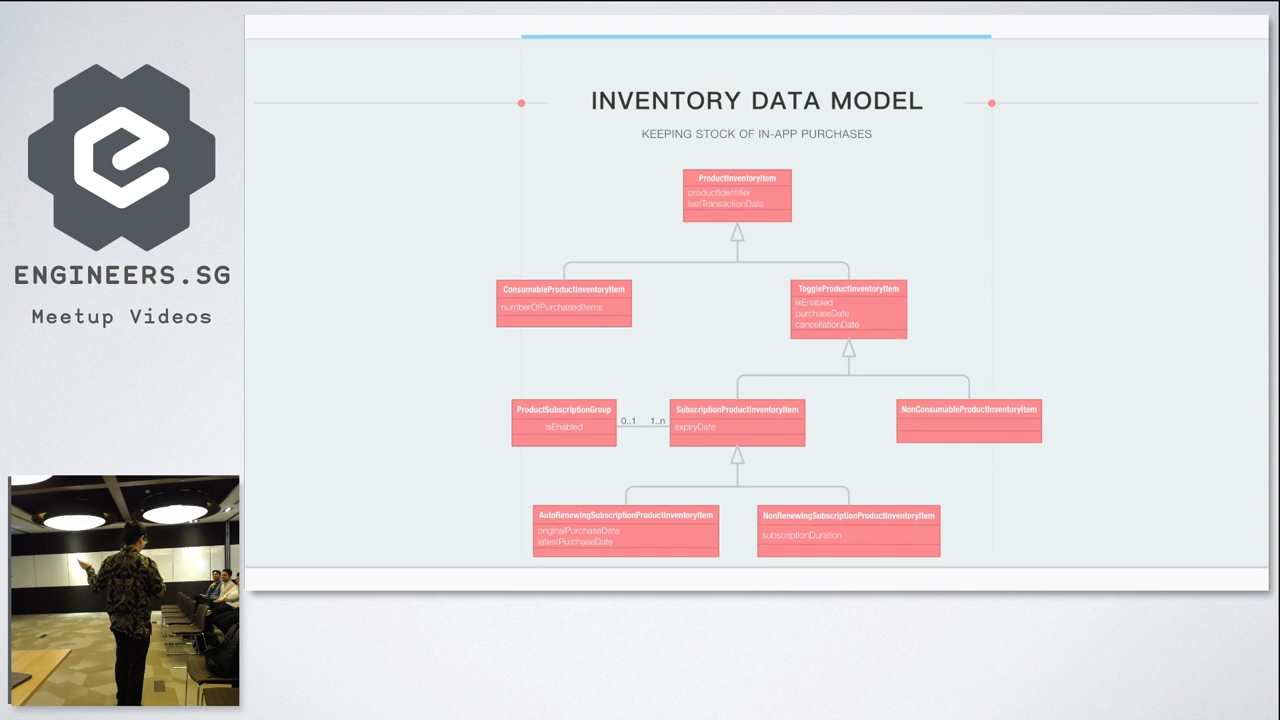 ENGINEERS.SG
Meetup Videos
INVENTORY DATA MODEL
KEEPING STOCK OF IN-APP PURCHASES
ProductInventoryItem
productIdentifier
lastTransactionDate
ConsumableProductInventoryItem
numberOfPurchasedItems
ToggleProductInventoryItem
isEnabled
purchaseDate
cancellationDate
ProductSubscriptionGroup
isEnabled
0..1 1..n
SubscriptionProductInventoryItem
expiryDate
NonConsumableProductInventoryItem
AutoRenewingSubscriptionProductInventoryItem
originalPurchaseDate
latestPurchaseDate
NonRenewingSubscriptionProductInventoryItem
subscriptionDuration